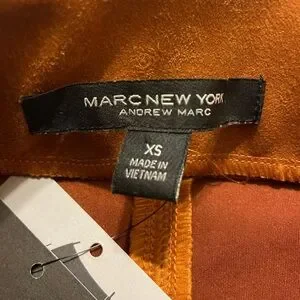 MARC NEW YORK
ANDREW MARC
XS
MADE IN
VIETNAM